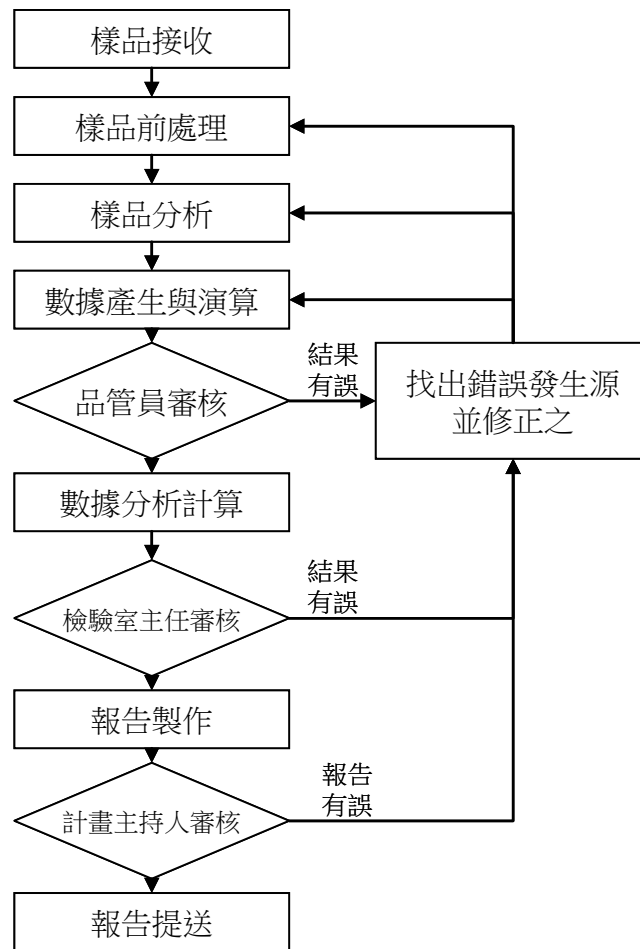 樣品接收
樣品前處理
樣品分析
數據產生與演算
結果
有誤
品管員審核
找出錯誤發生源
並修正之
數據分析計算
結果
有誤
檢驗室主任審核
報告製作
報告
有誤
計畫主持人審核
報告提送